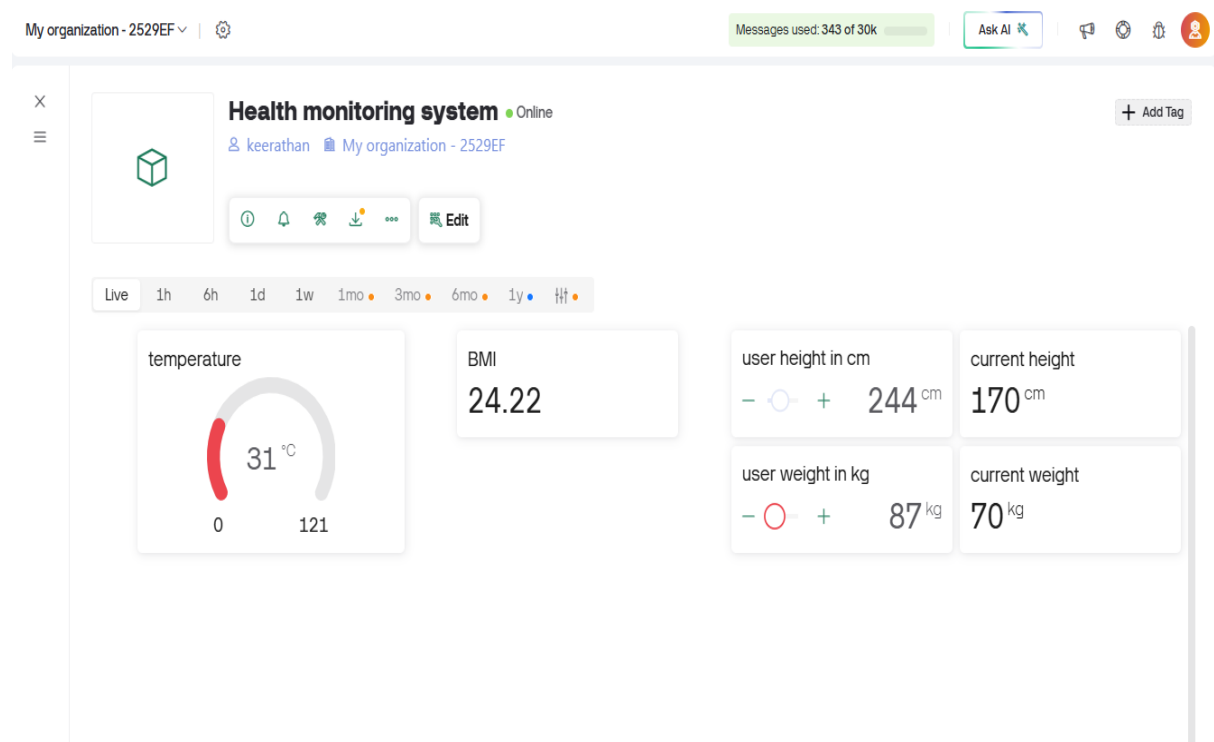 My organization - 2529EF
Messages used: 343 of 30k
Ask AI
Health monitoring system Online
keerathan My organization - 2529EF
+ Add Tag
Edit
Live 1h 6h 1d 1w 1mo 3mo 6mo 1y
temperature
31 °C
0 121
BMI
24.22
user height in cm
− + 244 cm
current height
170 cm
user weight in kg
− + 87 kg
current weight
70 kg